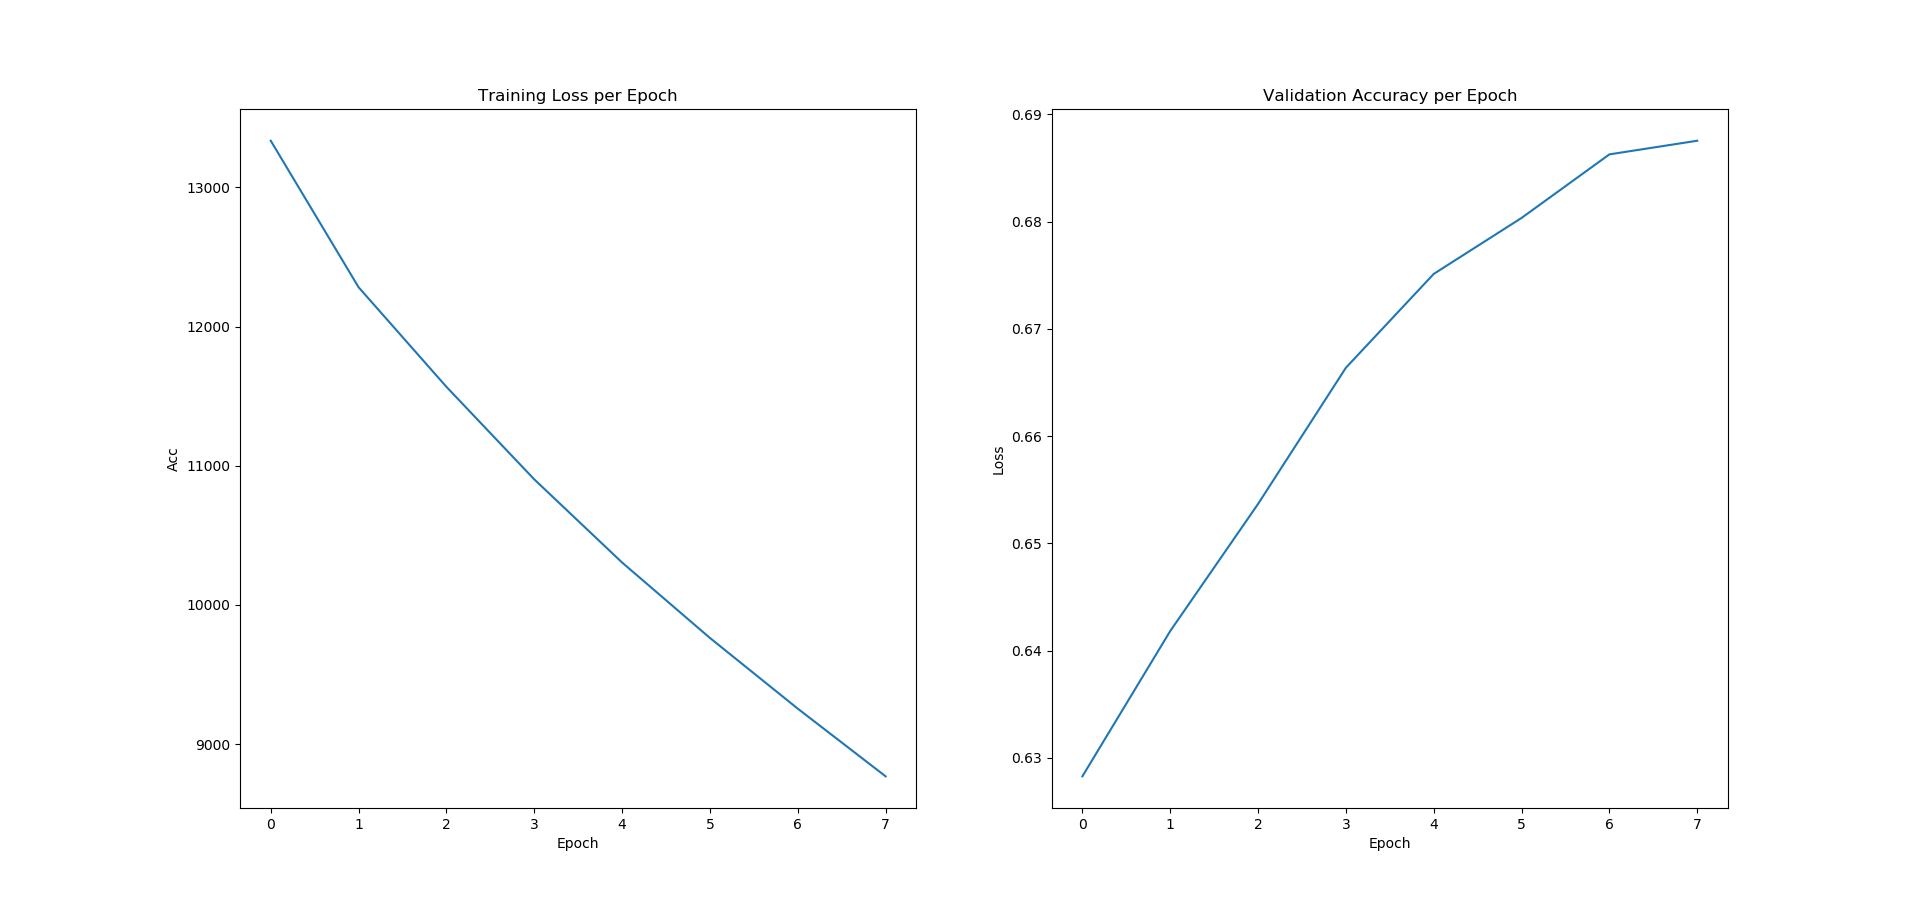 Training Loss per Epoch
13000
12000
11000
10000
9000
Acc
0 1 2 3 4 5 6 7
Epoch
Validation Accuracy per Epoch
0.69
0.68
0.67
0.66
0.65
0.64
0.63
Loss
0 1 2 3 4 5 6 7
Epoch